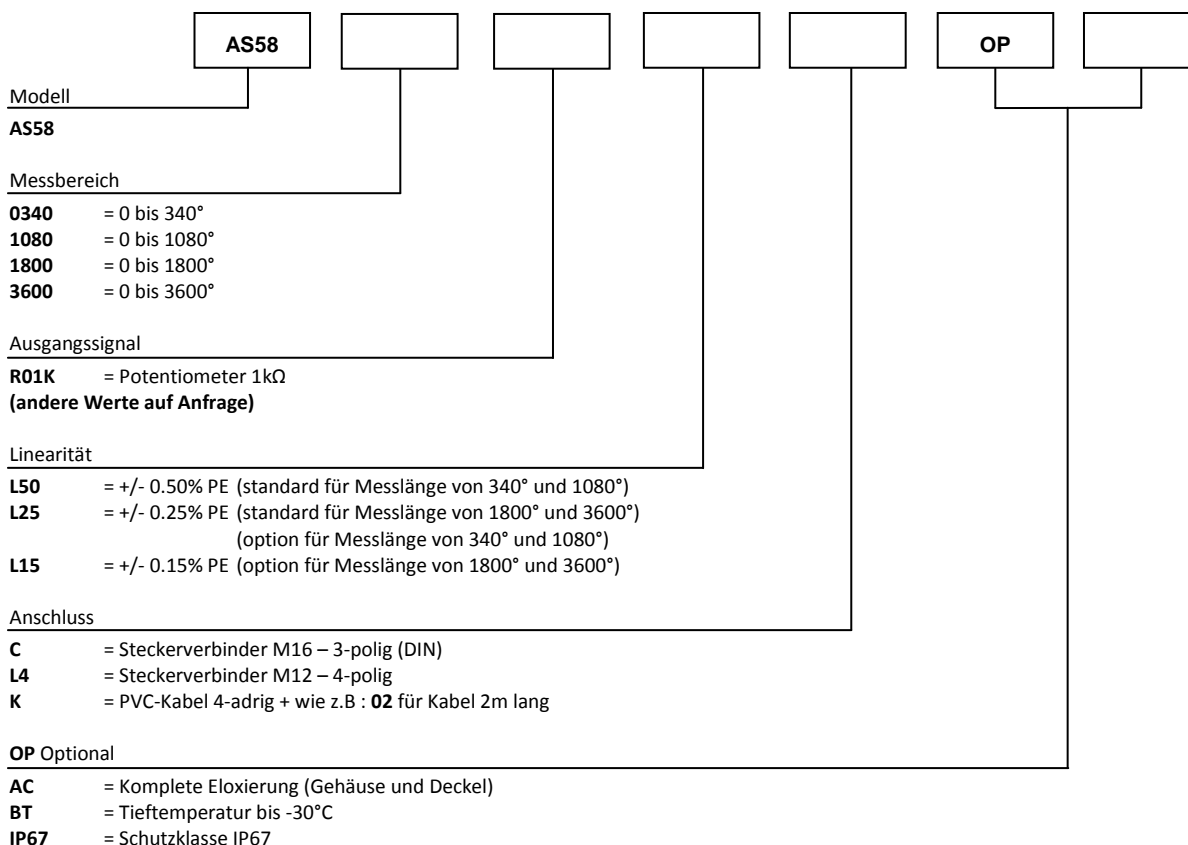 AS58 OP
Modell
AS58
Messbereich
0340 = 0 bis 340°
1080 = 0 bis 1080°
1800 = 0 bis 1800°
3600 = 0 bis 3600°
Ausgangssignal
R01K = Potentiometer 1kΩ
(andere Werte auf Anfrage)
Linearität
L50 = +/- 0.50% PE (standard für Messlänge von 340° und 1080°)
L25 = +/- 0.25% PE (standard für Messlänge von 1800° und 3600°)
(option für Messlänge von 340° und 1080°)
L15 = +/- 0.15% PE (option für Messlänge von 1800° und 3600°)
Anschluss
C = Steckerverbinder M16 – 3-polig (DIN)
L4 = Steckerverbinder M12 – 4-polig
K = PVC-Kabel 4-adrig + wie z.B : 02 für Kabel 2m lang
OP Optional
AC = Komplete Eloxierung (Gehäuse und Deckel)
BT = Tieftemperatur bis -30°C
IP67 = Schutzklasse IP67